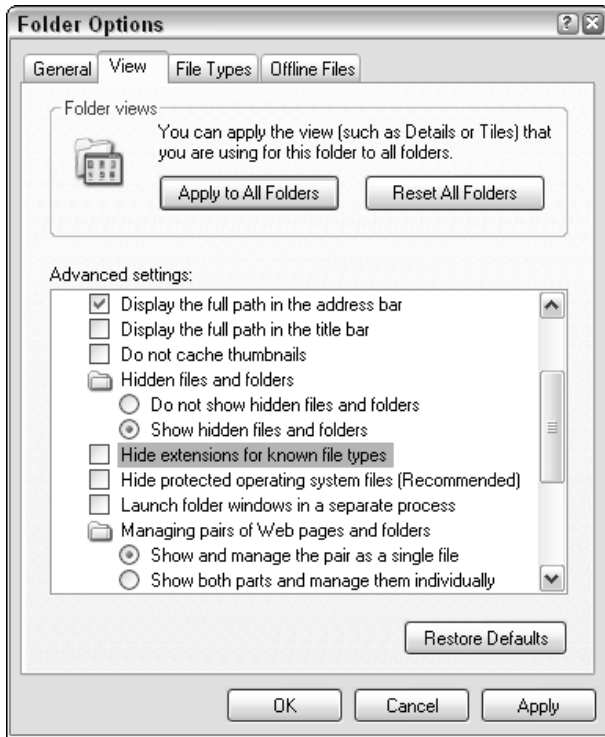 Folder Options
General View File Types Offline Files
Folder views
You can apply the view (such as Details or Tiles) that
you are using for this folder to all folders.
Apply to All Folders Reset All Folders
Advanced settings:
Display the full path in the address bar
Display the full path in the title bar
Do not cache thumbnails
Hidden files and folders
Do not show hidden files and folders
Show hidden files and folders
Hide extensions for known file types
Hide protected operating system files (Recommended)
Launch folder windows in a separate process
Managing pairs of Web pages and folders
Show and manage the pair as a single file
Show both parts and manage them individually
Restore Defaults
OK Cancel Apply